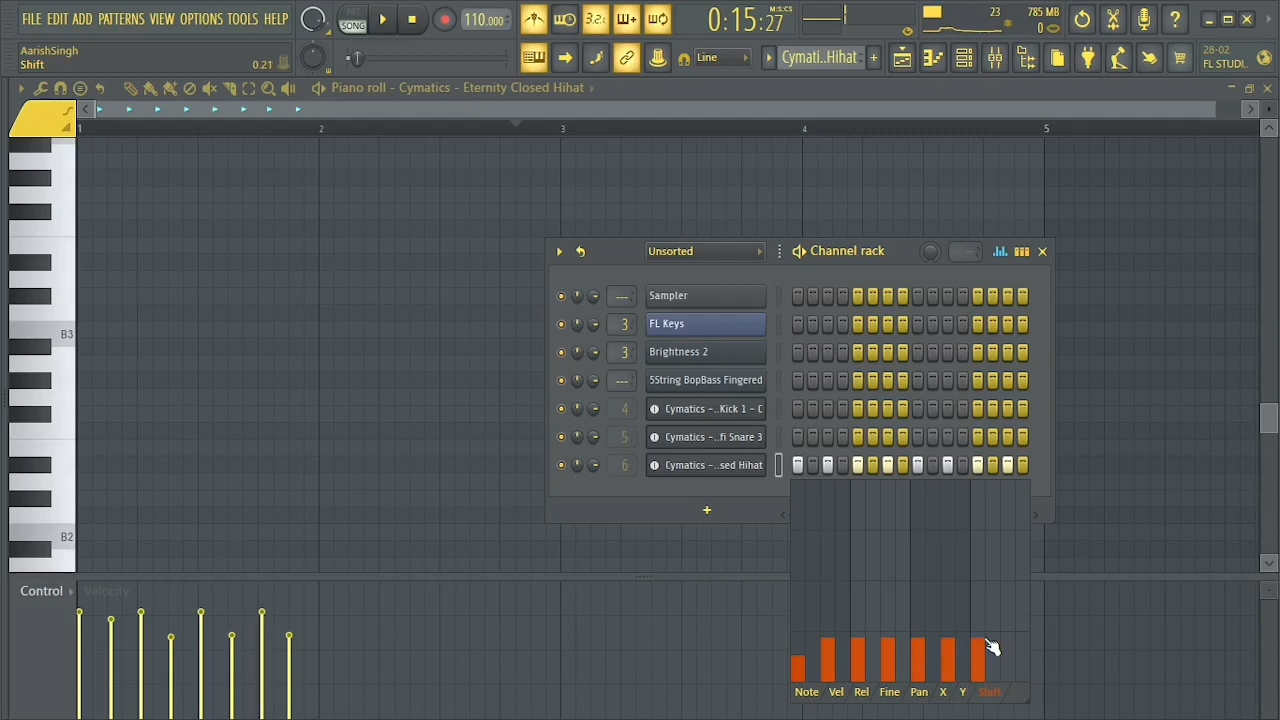 FILE EDIT ADD PATTERNS VIEW OPTIONS TOOLS HELP
PAT
SONG
110.000
3.2
0:15:27
M:S:CS
23
785 MB
0
AarishSingh
Shift
0.21
Line
Cymati..Hihat
28-02
FL STUDI..
Piano roll - Cymatics - Eternity Closed Hihat
1 2 3 4 5
B3
B2
Unsorted
Channel rack
--- Sampler
3 FL Keys
3 Brightness 2
--- 5String BopBass Fingered
4 Cymatics -..Kick 1 - C
5 Cymatics -..fi Snare 3
6 Cymatics -..sed Hihat
+
Control
Velocity
Note Vel Rel Fine Pan X Y Shift